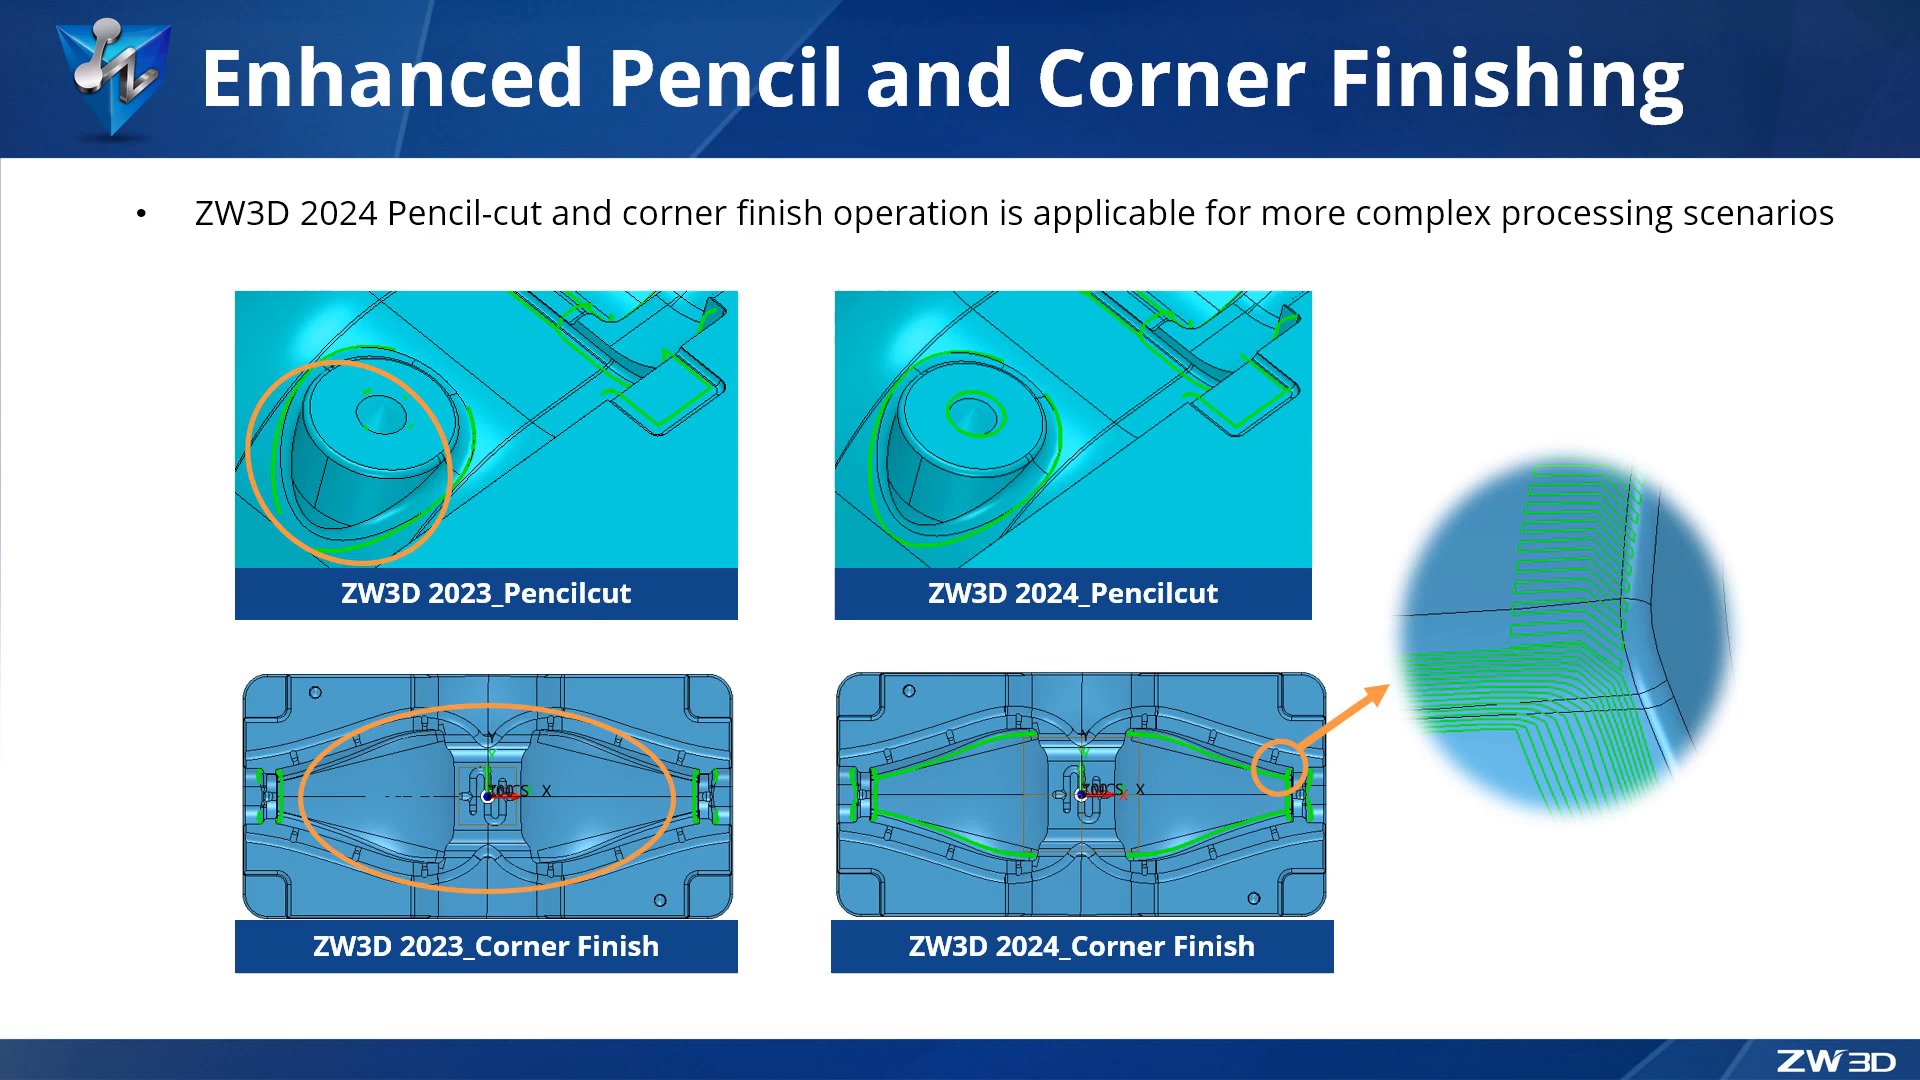 Enhanced Pencil and Corner Finishing
• ZW3D 2024 Pencil-cut and corner finish operation is applicable for more complex processing scenarios
ZW3D 2023_Pencilcut
ZW3D 2024_Pencilcut
Y
Y
X
X
Y
Y
X
X
ZW3D 2023_Corner Finish
ZW3D 2024_Corner Finish
ZW3D